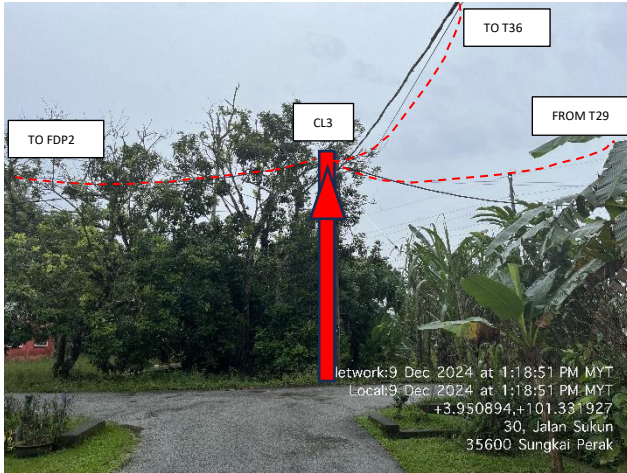 TO T36
CL3
FROM T29
TO FDP2
letwork:9 Dec 2024 at 1:18:51 PM MYT
Local:9 Dec 2024 at 1:18:51 PM MYT
+3.950894,+101.331927
30, Jalan Sukun
35600 Sungkai Perak